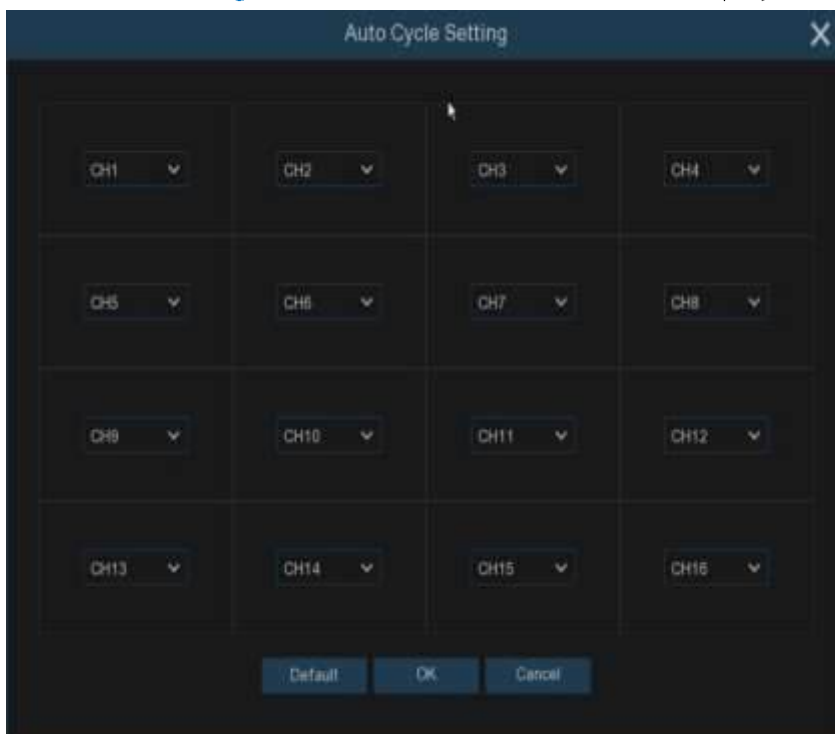 Auto Cycle Setting X
CH1 CH2 CH3 CH4
CH5 CH6 CH7 CH8
CH9 CH10 CH11 CH12
CH13 CH14 CH15 CH16
Default OK Cancel